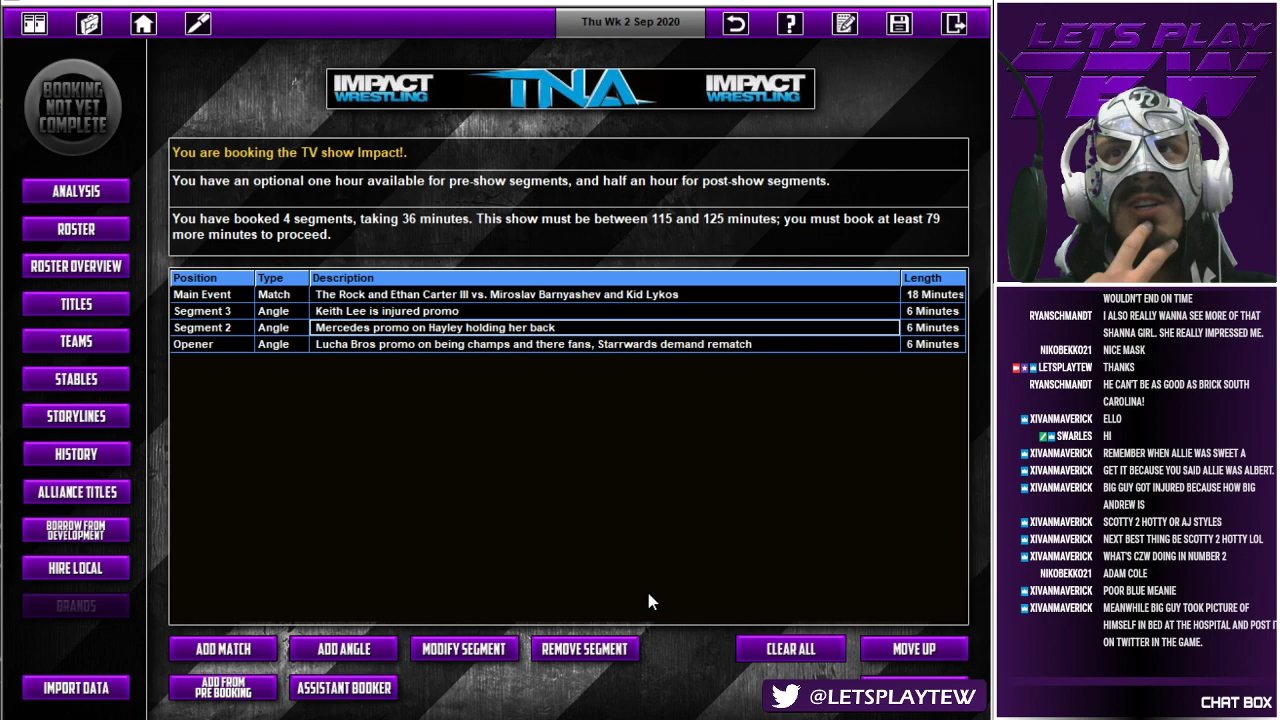 Thu Wk 2 Sep 2020
LETS PLAY
TEW
BOOKING
NOT YET
COMPLETE
IMPACT
WRESTLING
TNA
IMPACT
WRESTLING
You are booking the TV show Impact!.
You have an optional one hour available for pre-show segments, and half an hour for post-show segments.
You have booked 4 segments, taking 36 minutes. This show must be between 115 and 125 minutes; you must book at least 79
more minutes to proceed.
Position Type Description Length
Main Event Match The Rock and Ethan Carter III vs. Miroslav Barnyashev and Kid Lykos 18 Minutes
Segment 3 Angle Keith Lee is injured promo 6 Minutes
Segment 2 Angle Mercedes promo on Hayley holding her back 6 Minutes
Opener Angle Lucha Bros promo on being champs and there fans, Starrwards demand rematch 6 Minutes
ANALYSIS
ROSTER
ROSTER OVERVIEW
TITLES
TEAMS
STABLES
STORYLINES
HISTORY
ALLIANCE TITLES
BORROW FROM
DEVELOPMENT
HIRE LOCAL
BRANDS
IMPORT DATA
ADD MATCH
ADD ANGLE
MODIFY SEGMENT
REMOVE SEGMENT
CLEAR ALL
MOVE UP
ADD FROM
PRE BOOKING
ASSISTANT BOOKER
@LETSPLAYTEW
WOULDN'T END ON TIME
RYANSCHMANDT I ALSO REALLY WANNA SEE MORE OF THAT
SHANNA GIRL. SHE REALLY IMPRESSED ME.
NIKOBEKKO21 NICE MASK
LETSPLAYTEW THANKS
RYANSCHMANDT HE CAN'T BE AS GOOD AS BRICK SOUTH
CAROLINA!
XIVANMAVERICK ELLO
SWARLES HI
XIVANMAVERICK REMEMBER WHEN ALLIE WAS SWEET A
XIVANMAVERICK GET IT BECAUSE YOU SAID ALLIE WAS ALBERT.
XIVANMAVERICK BIG GUY GOT INJURED BECAUSE HOW BIG
ANDREW IS
XIVANMAVERICK SCOTTY 2 HOTTY OR AJ STYLES
XIVANMAVERICK NEXT BEST THING BE SCOTTY 2 HOTTY LOL
XIVANMAVERICK WHAT'S CZW DOING IN NUMBER 2
NIKOBEKKO21 ADAM COLE
XIVANMAVERICK POOR BLUE MEANIE
XIVANMAVERICK MEANWHILE BIG GUY TOOK PICTURE OF
HIMSELF IN BED AT THE HOSPITAL AND POST IT
ON TWITTER IN THE GAME.
CHAT BOX